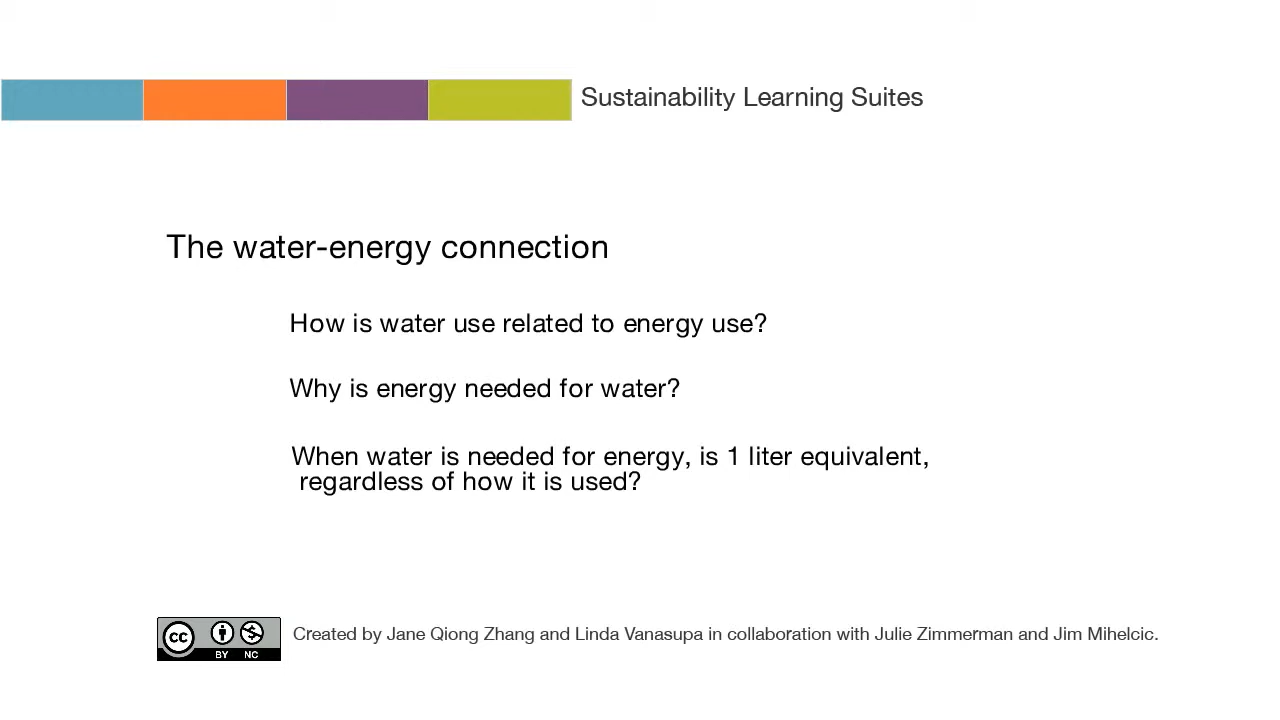 Sustainability Learning Suites
The water-energy connection
How is water use related to energy use?
Why is energy needed for water?
When water is needed for energy, is 1 liter equivalent,
regardless of how it is used?
cc
BY NC
Created by Jane Qiong Zhang and Linda Vanasupa in collaboration with Julie Zimmerman and Jim Mihelcic.